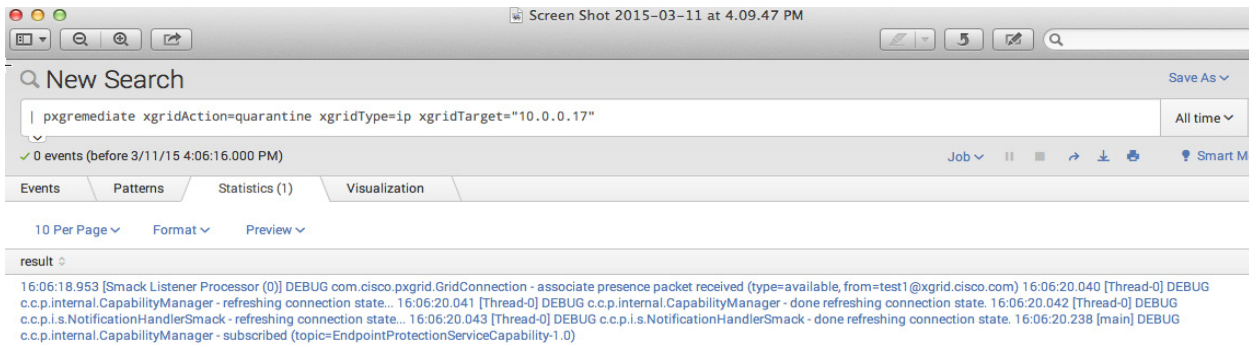 Screen Shot 2015-03-11 at 4.09.47 PM
New Search
Save As
| pxgremediate xgridAction=quarantine xgridType=ip xgridTarget="10.0.0.17"
All time
0 events (before 3/11/15 4:06:16.000 PM)
Job
Smart M
Events
Patterns
Statistics (1)
Visualization
10 Per Page
Format
Preview
result
16:06:18.953 [Smack Listener Processor (0)] DEBUG com.cisco.pxgrid.GridConnection - associate presence packet received (type=available, from=test1@xgrid.cisco.com) 16:06:20.040 [Thread-0] DEBUG
c.c.p.internal.CapabilityManager - refreshing connection state... 16:06:20.041 [Thread-0] DEBUG c.c.p.internal.CapabilityManager - done refreshing connection state. 16:06:20.042 [Thread-0] DEBUG
c.c.p.i.s.NotificationHandlerSmack - refreshing connection state... 16:06:20.043 [Thread-0] DEBUG c.c.p.i.s.NotificationHandlerSmack - done refreshing connection state. 16:06:20.238 [main] DEBUG
c.c.p.internal.CapabilityManager - subscribed (topic=EndpointProtectionServiceCapability-1.0)